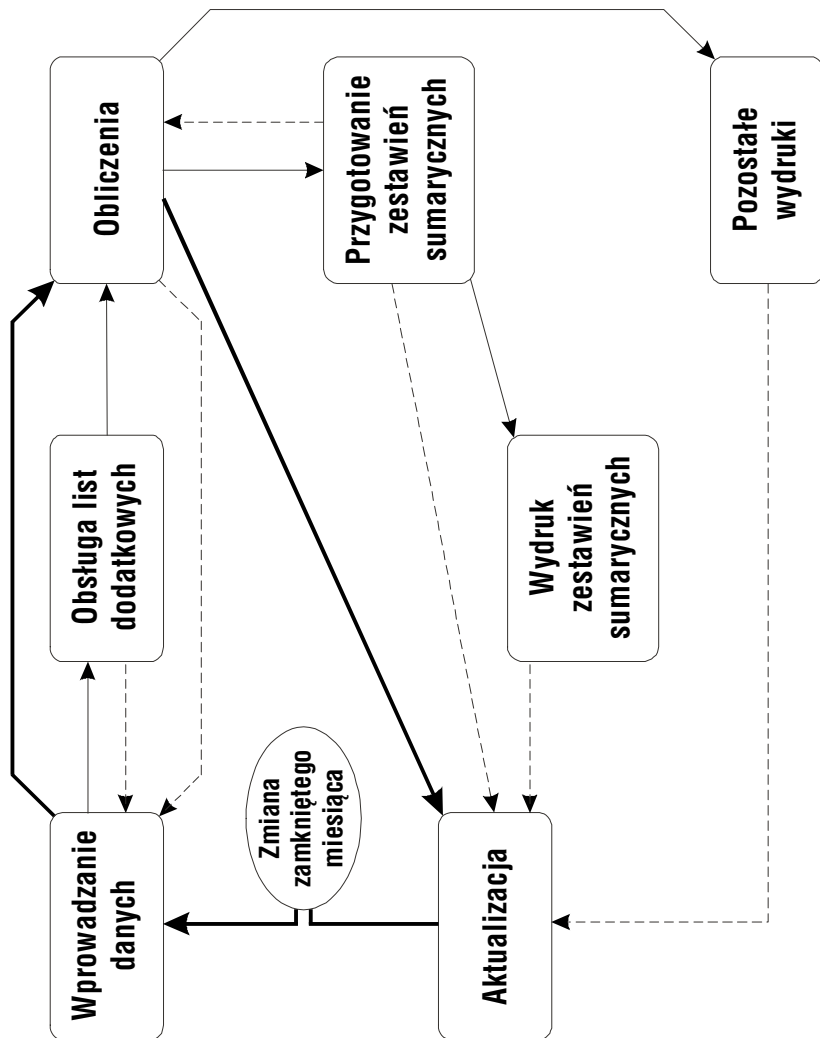 Wprowadzanie
danych
Obsługa list
dodatkowych
Obliczenia
Zmiana
zamkniętego
miesiąca
Przygotowanie
zestawień
sumarycznych
Aktualizacja
Wydruk
zestawień
sumarycznych
Pozostałe
wydruki